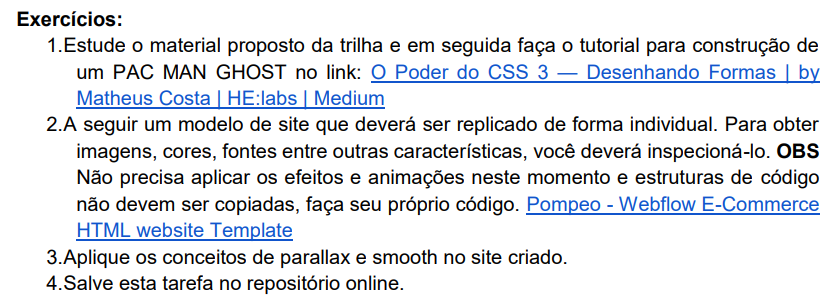 Exercícios:
1.Estude o material proposto da trilha e em seguida faça o tutorial para construção de
um PAC MAN GHOST no link: O Poder do CSS 3 — Desenhando Formas | by
Matheus Costa | HE:labs | Medium
2.A seguir um modelo de site que deverá ser replicado de forma individual. Para obter
imagens, cores, fontes entre outras características, você deverá inspecioná-lo. OBS
Não precisa aplicar os efeitos e animações neste momento e estruturas de código
não devem ser copiadas, faça seu próprio código. Pompeo - Webflow E-Commerce
HTML website Template
3.Aplique os conceitos de parallax e smooth no site criado.
4.Salve esta tarefa no repositório online.